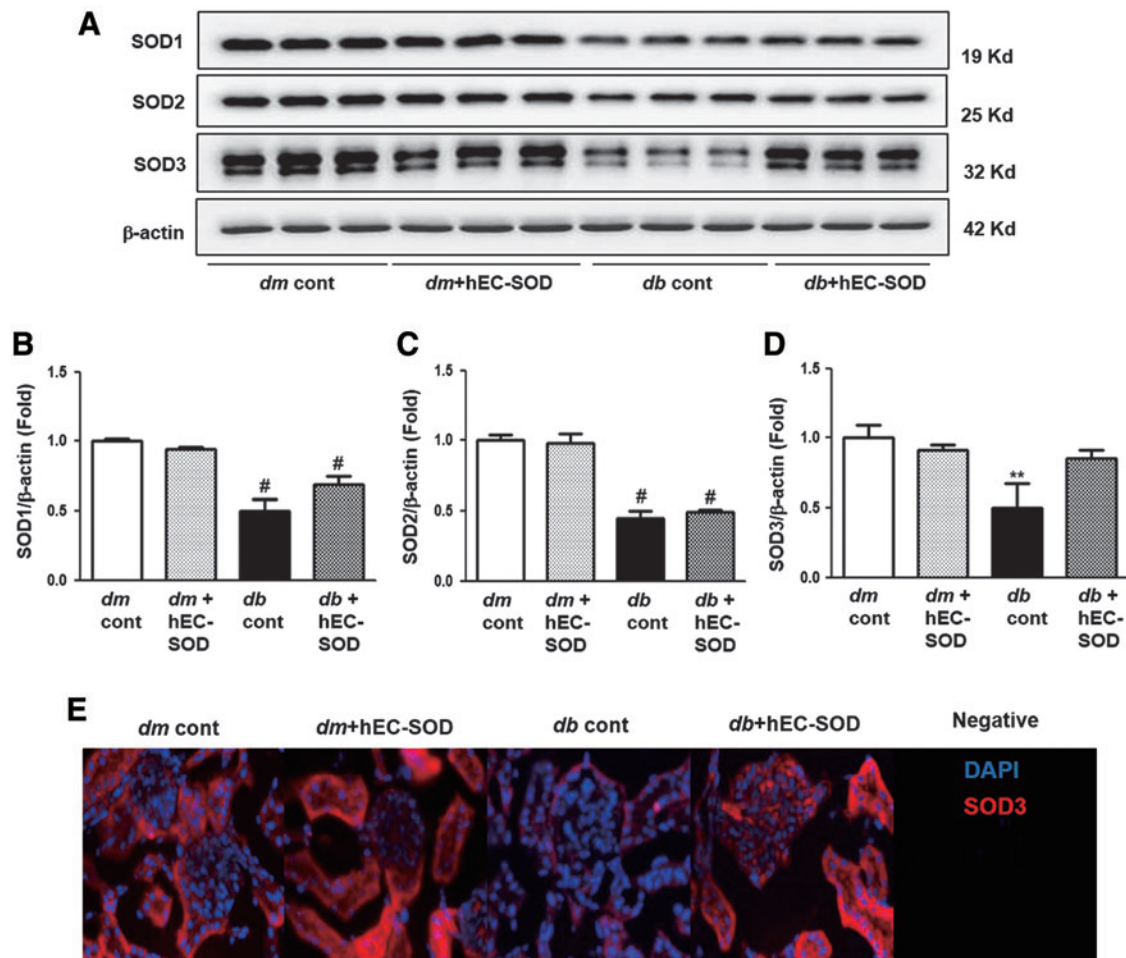 A
SOD1
19 Kd
SOD2
25 Kd
SOD3
32 Kd
β-actin
42 Kd
dm cont
dm+hEC-SOD
db cont
db+hEC-SOD
B
SOD1/β-actin (Fold)
1.5
1.0
0.5
0.0
#
#
dm cont
dm + hEC-SOD
db cont
db + hEC-SOD
C
SOD2/β-actin (Fold)
1.5
1.0
0.5
0.0
#
#
dm cont
dm + hEC-SOD
db cont
db + hEC-SOD
D
SOD3/β-actin (Fold)
1.5
1.0
0.5
0.0
**
dm cont
dm + hEC-SOD
db cont
db + hEC-SOD
E
dm cont
dm+hEC-SOD
db cont
db+hEC-SOD
Negative
DAPI
SOD3